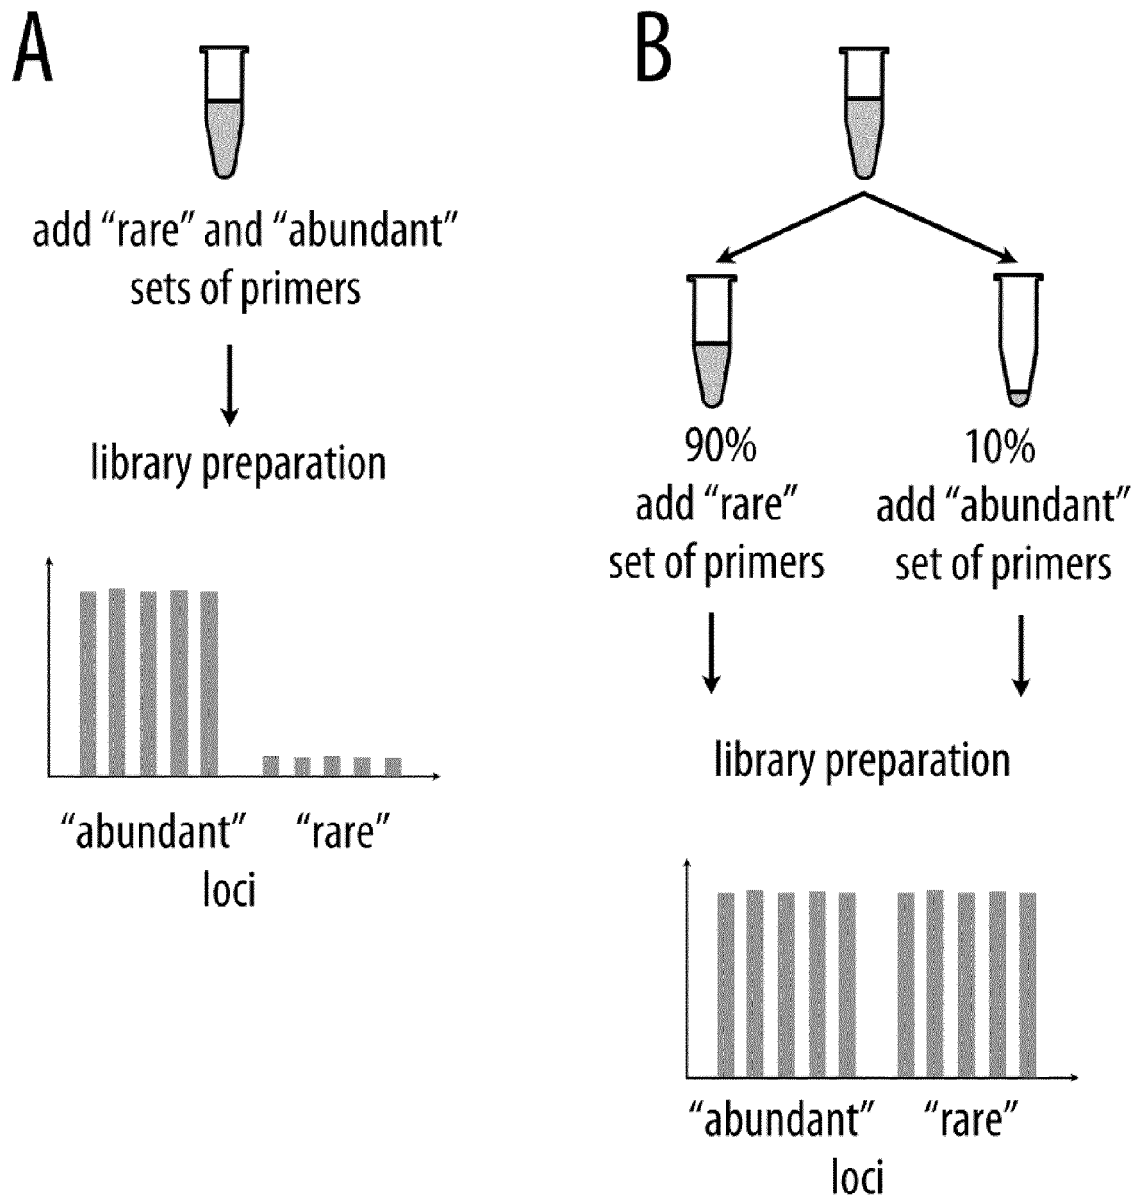 A
add “rare” and “abundant”
sets of primers
library preparation
“abundant” “rare”
loci
B
90%
add “rare”
set of primers
10%
add “abundant”
set of primers
library preparation
“abundant” “rare”
loci